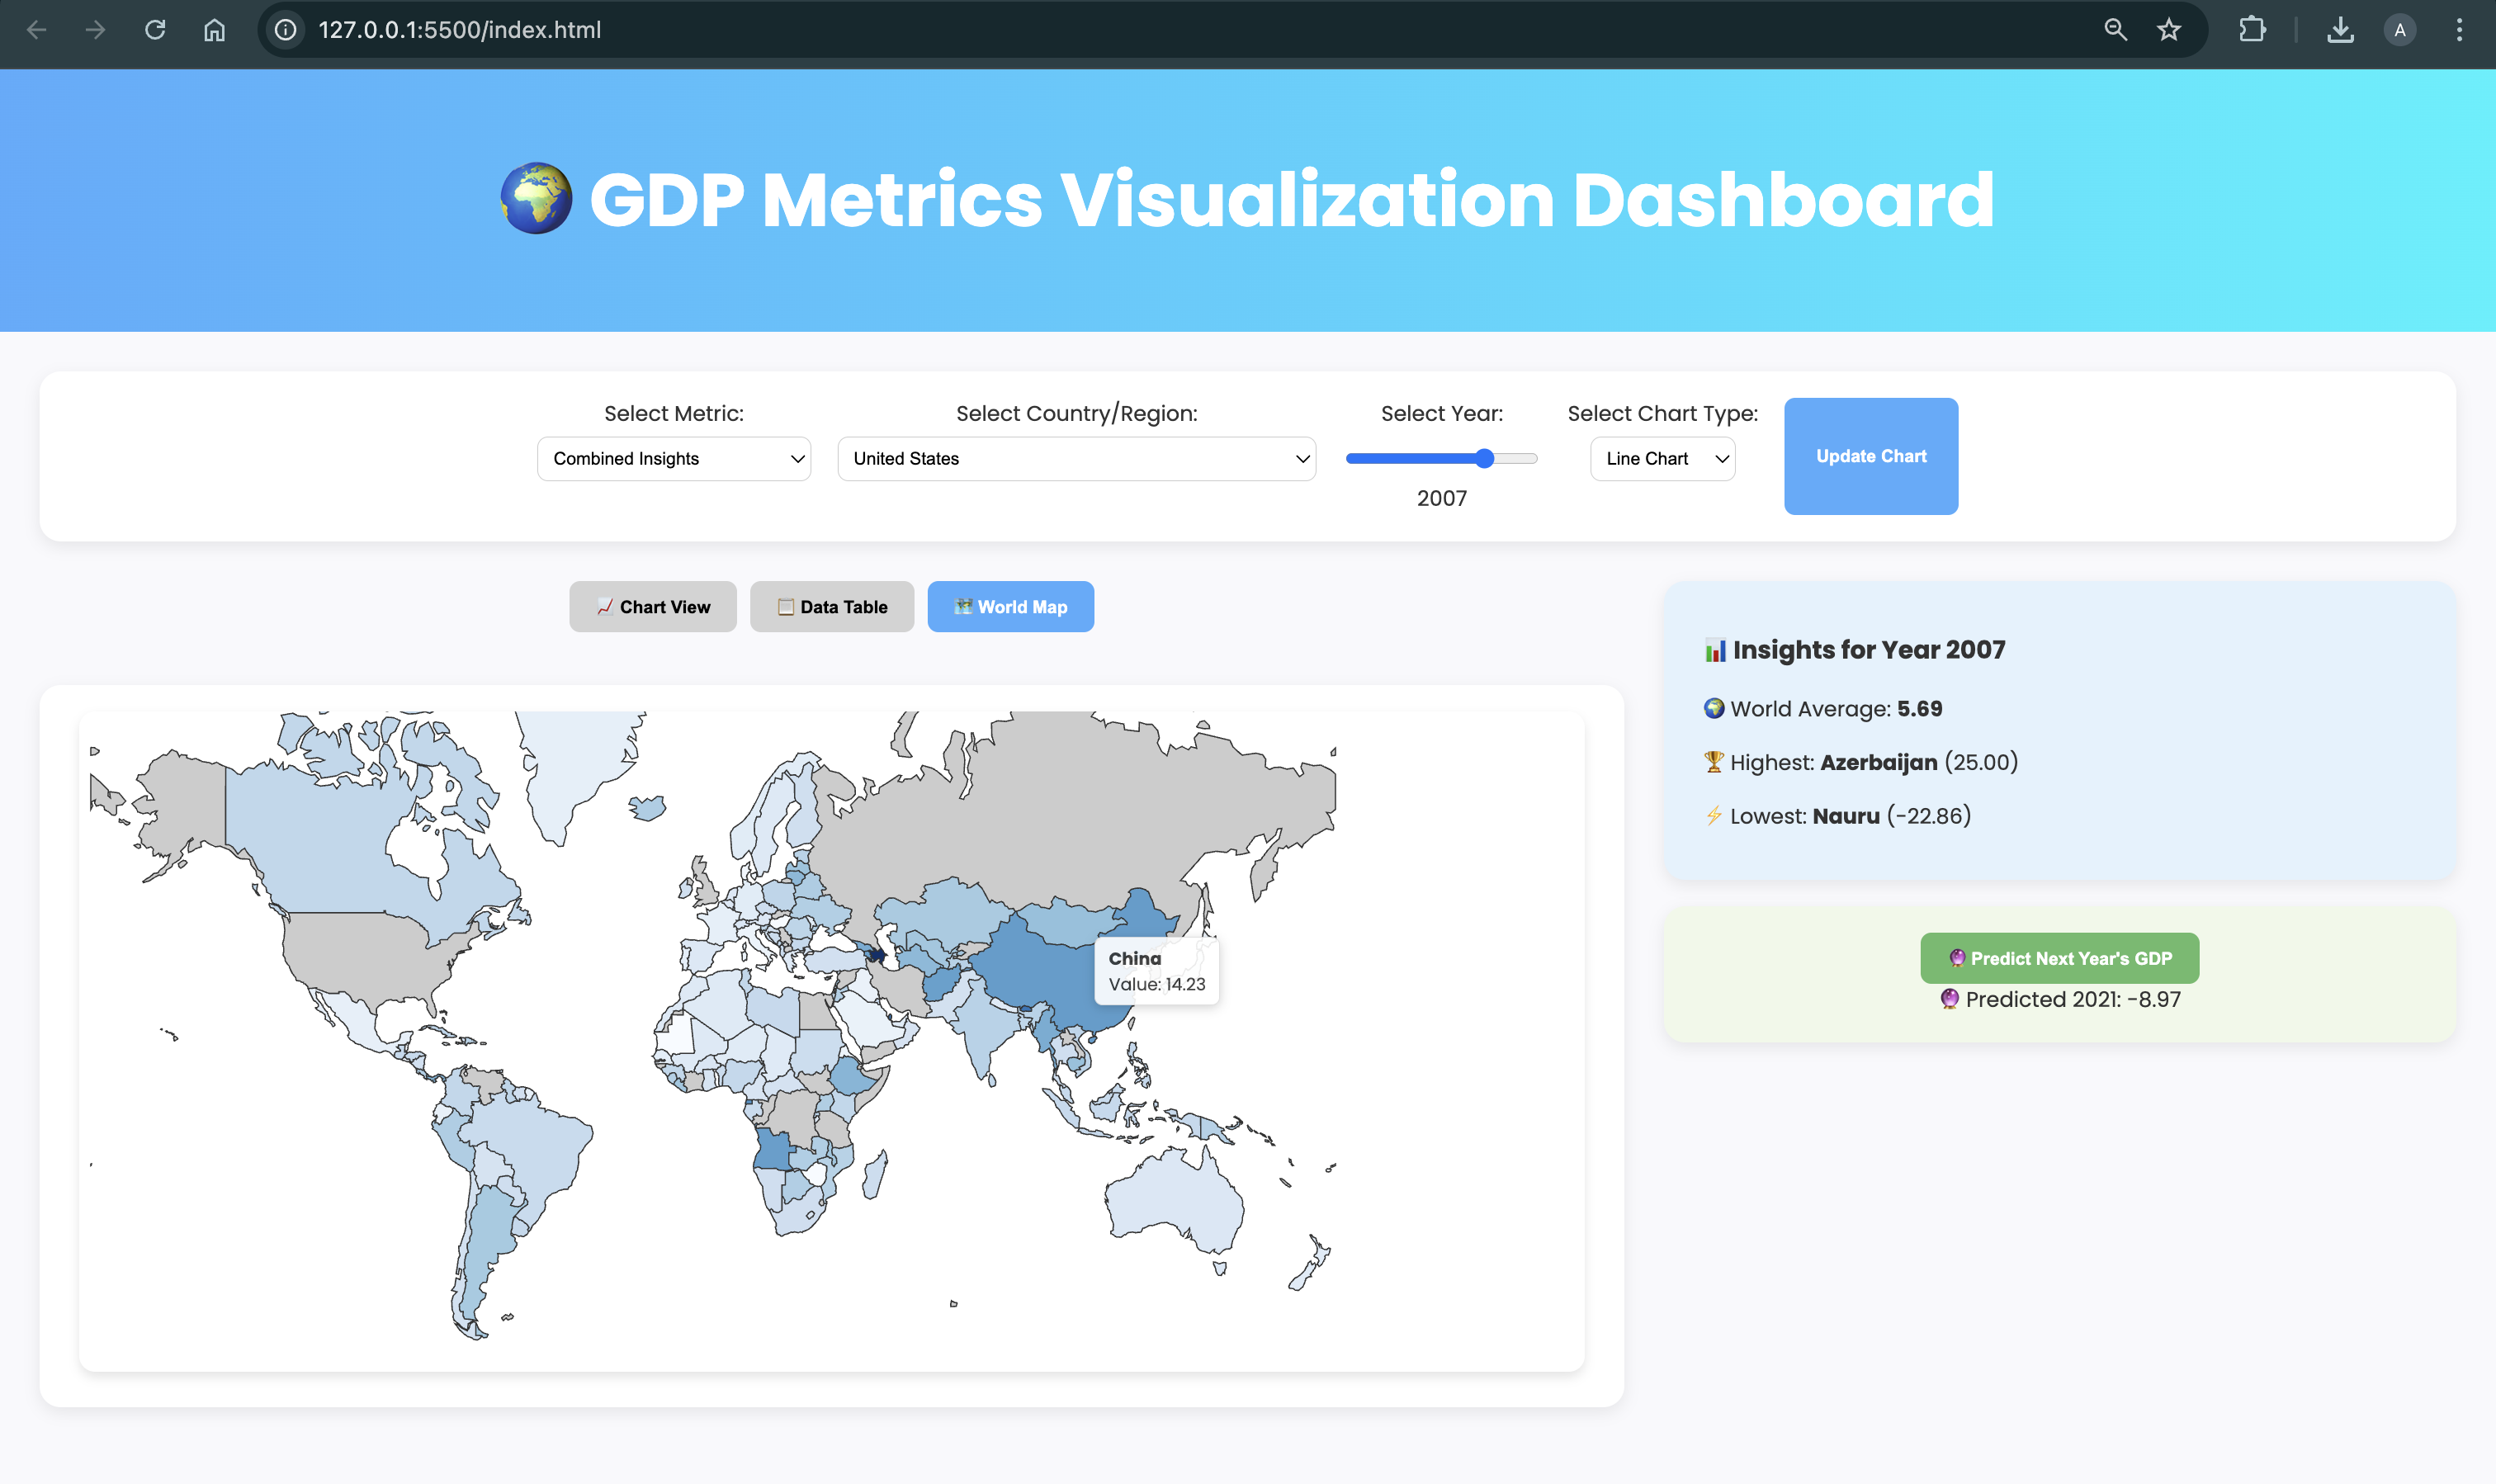 127.0.0.1:5500/index.html
A
GDP Metrics Visualization Dashboard
Select Metric:
Combined Insights
Select Country/Region:
United States
Select Year:
2007
Select Chart Type:
Line Chart
Update Chart
Chart View
Data Table
World Map
China
Value: 14.23
Insights for Year 2007
World Average: 5.69
Highest: Azerbaijan (25.00)
Lowest: Nauru (-22.86)
Predict Next Year's GDP
Predicted 2021: -8.97